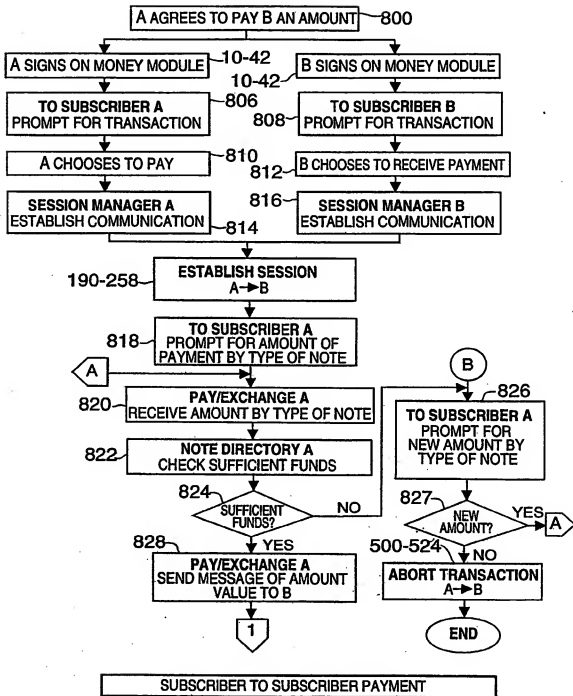 A AGREES TO PAY B AN AMOUNT 800
A SIGNS ON MONEY MODULE 10-42
10-42 B SIGNS ON MONEY MODULE
TO SUBSCRIBER A
PROMPT FOR TRANSACTION
806
808
TO SUBSCRIBER B
PROMPT FOR TRANSACTION
A CHOOSES TO PAY 810
812 B CHOOSES TO RECEIVE PAYMENT
SESSION MANAGER A
ESTABLISH COMMUNICATION
814
816
SESSION MANAGER B
ESTABLISH COMMUNICATION
190-258
ESTABLISH SESSION
A→B
818
TO SUBSCRIBER A
PROMPT FOR AMOUNT OF
PAYMENT BY TYPE OF NOTE
A
820
PAY/EXCHANGE A
RECEIVE AMOUNT BY TYPE OF NOTE
822
NOTE DIRECTORY A
CHECK SUFFICIENT FUNDS
824
SUFFICIENT
FUNDS?
NO
YES
828
PAY/EXCHANGE A
SEND MESSAGE OF AMOUNT
VALUE TO B
1
B
826
TO SUBSCRIBER A
PROMPT FOR
NEW AMOUNT BY
TYPE OF NOTE
827
NEW
AMOUNT?
YES
A
NO
500-524
ABORT TRANSACTION
A→B
END
SUBSCRIBER TO SUBSCRIBER PAYMENT